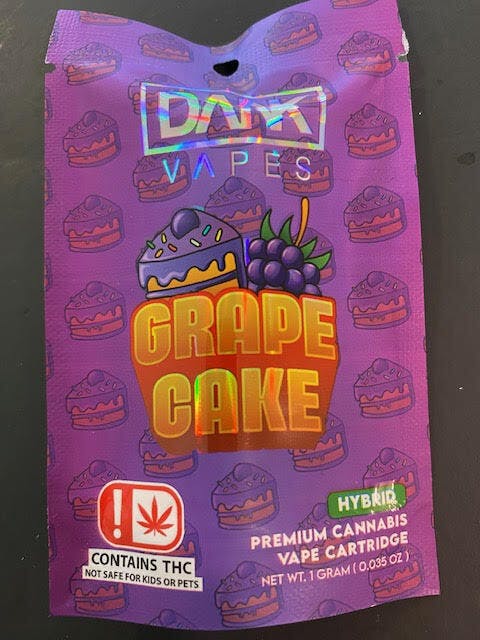 DANK
VAPES
GRAPE
CAKE
!
CONTAINS THC
NOT SAFE FOR KIDS OR PETS
HYBRID
PREMIUM CANNABIS
VAPE CARTRIDGE
NET WT. 1 GRAM ( 0.035 OZ )